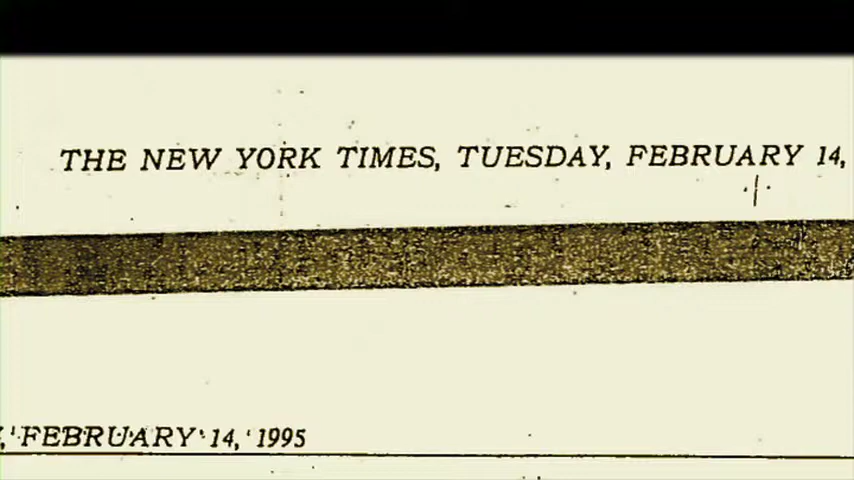 THE NEW YORK TIMES, TUESDAY, FEBRUARY 14,
, FEBRUARY 14, 1995